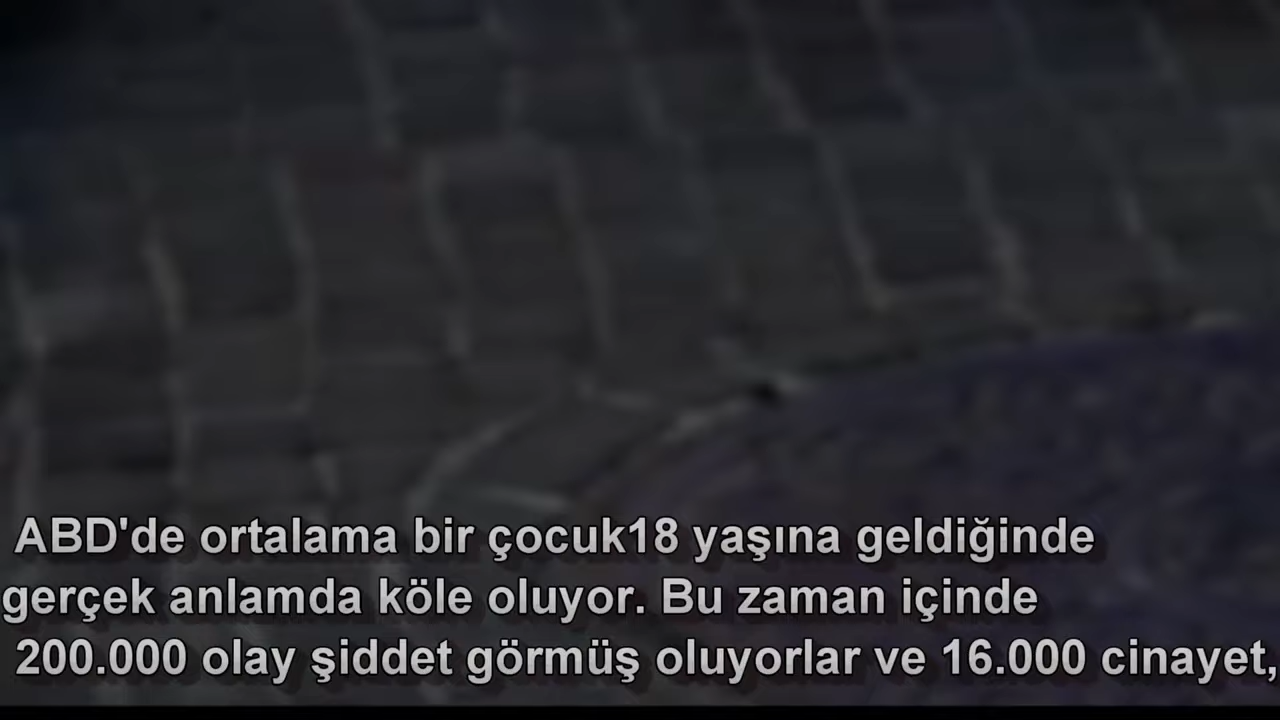 ABD'de ortalama bir çocuk18 yaşına geldiğinde
gerçek anlamda köle oluyor. Bu zaman içinde
200.000 olay şiddet görmüş oluyorlar ve 16.000 cinayet,